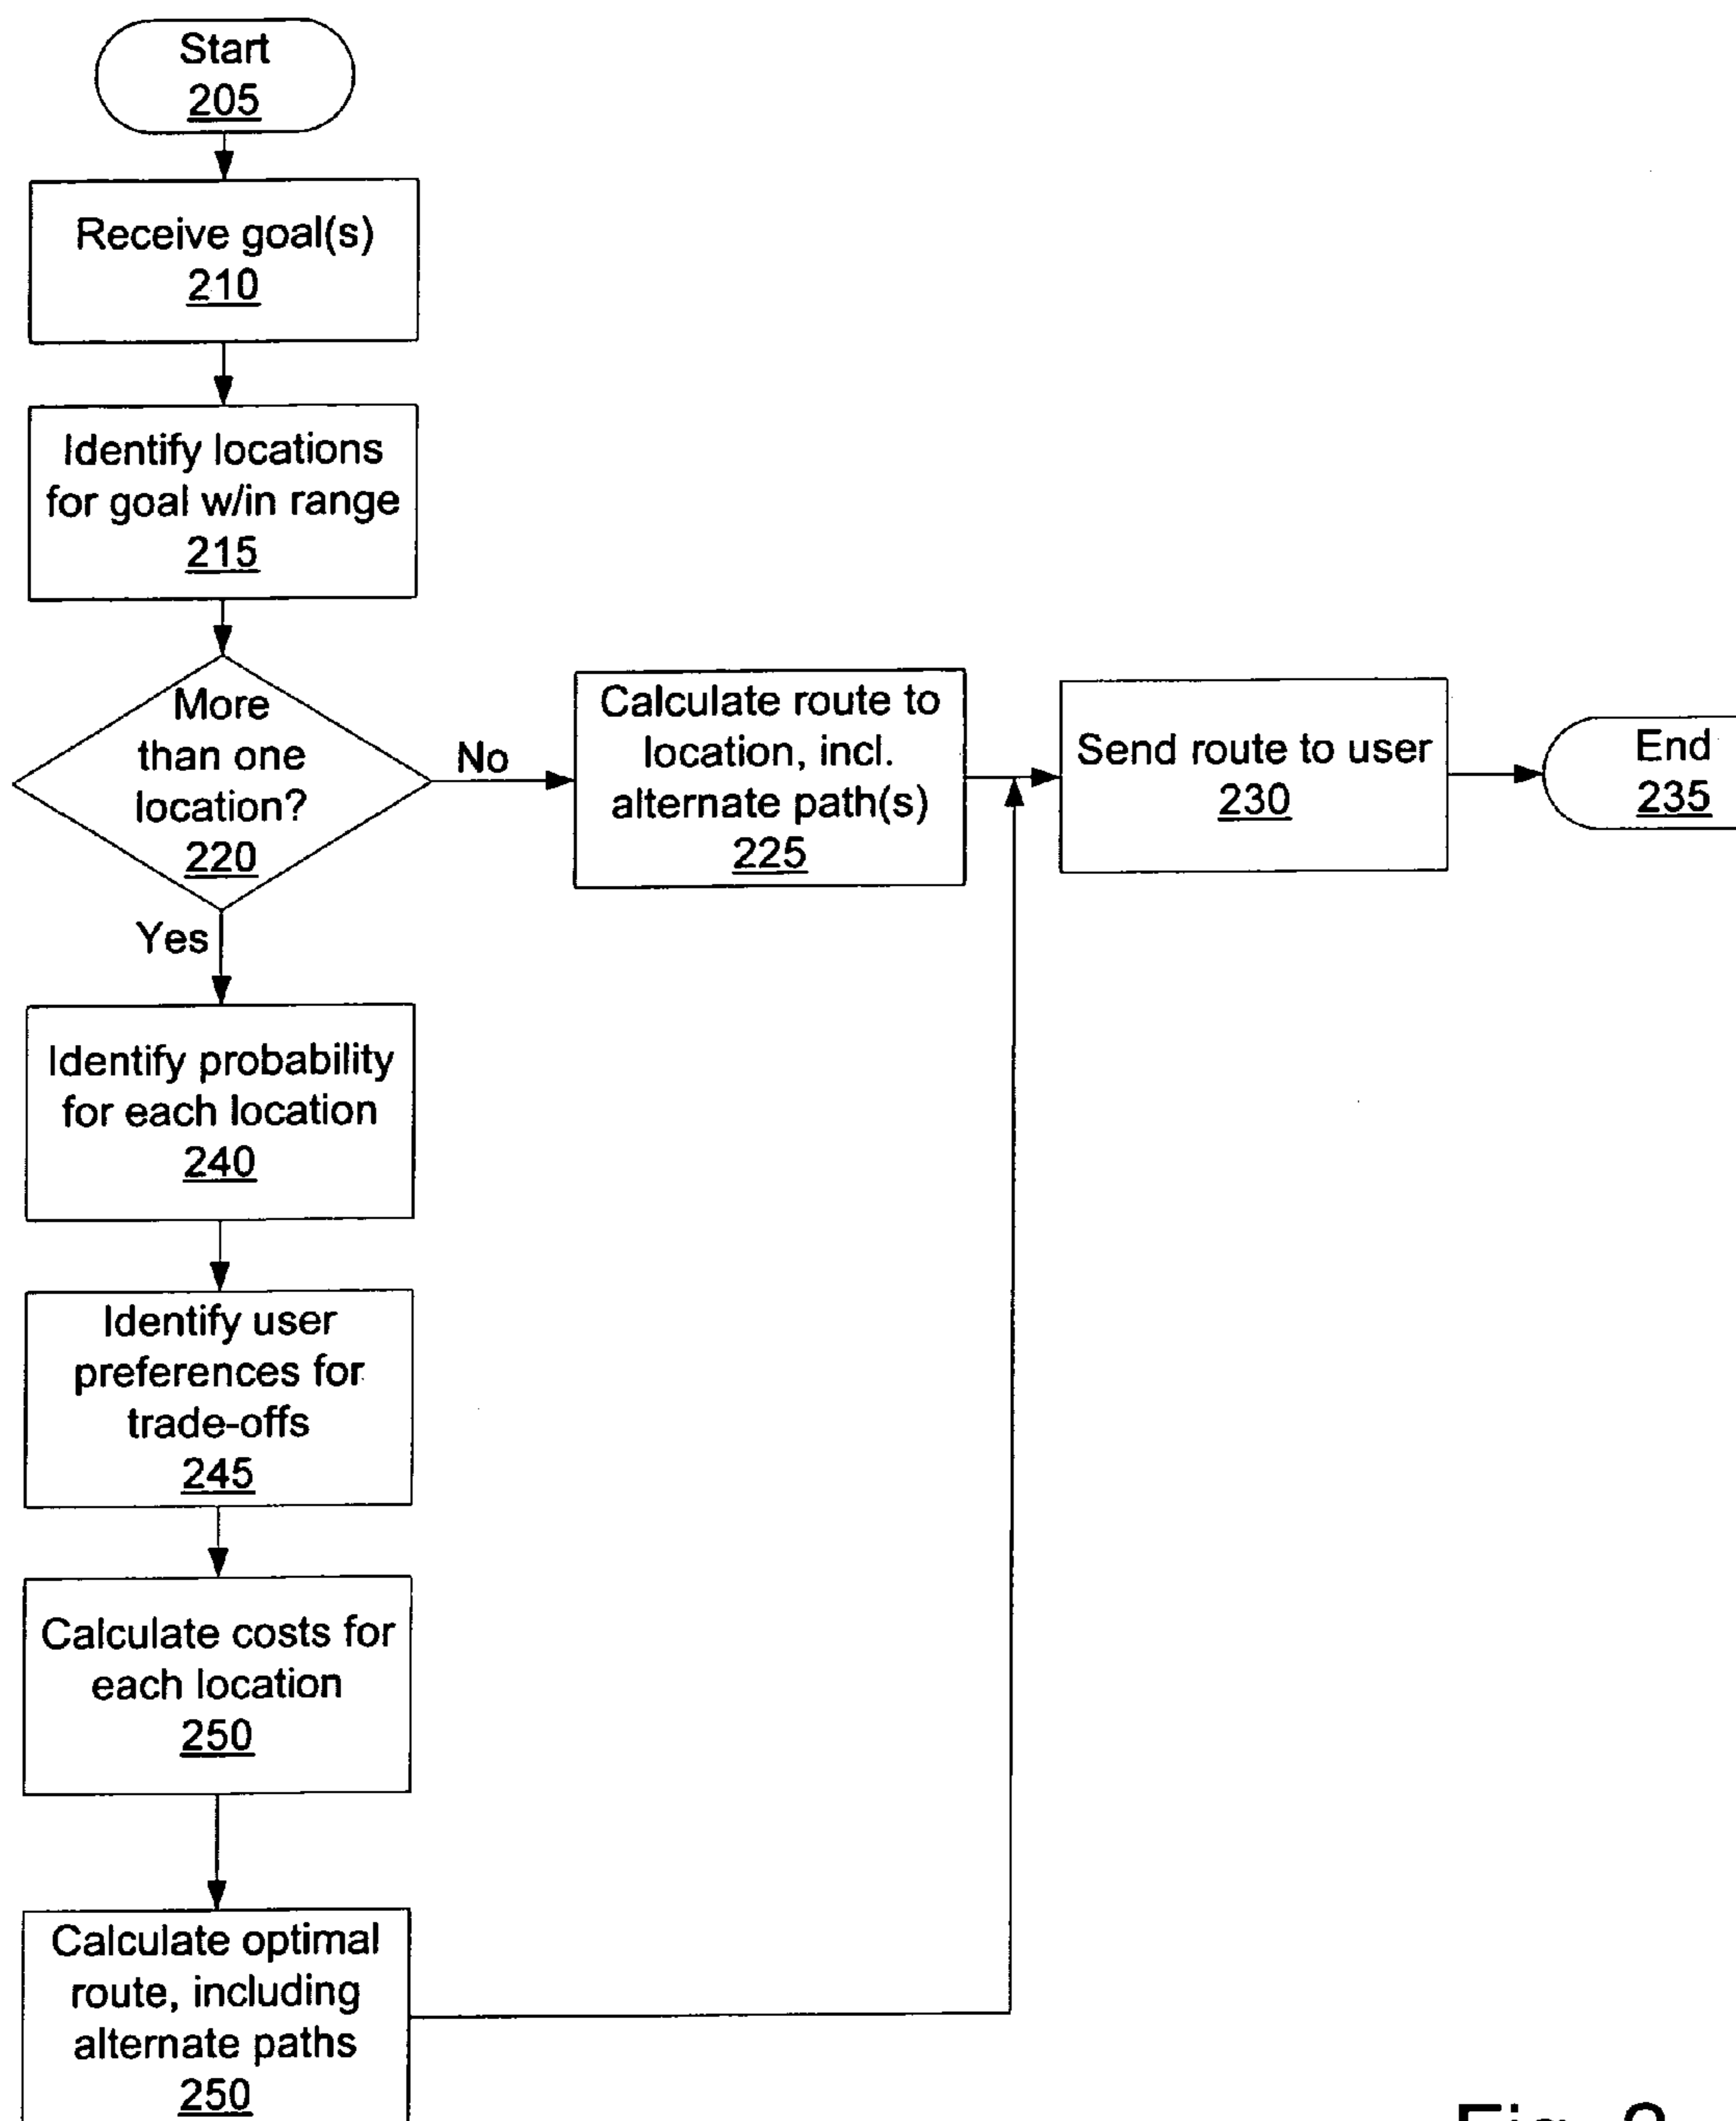 Start
205
Receive goal(s)
210
Identify locations
for goal w/in range
215
More
than one
location?
220
No
Calculate route to
location, incl.
alternate path(s)
225
Send route to user
230
End
235
Yes
Identify probability
for each location
240
Identify user
preferences for
trade-offs
245
Calculate costs for
each location
250
Calculate optimal
route, including
alternate paths
250
Fig. 2